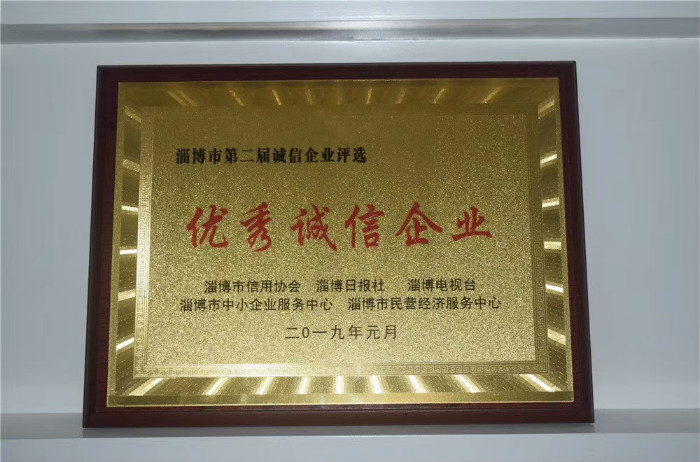 淄博市第二届诚信企业评选
优秀诚信企业
淄博市信用协会 淄博日报社 淄博电视台
淄博市中小企业服务中心 淄博市民营经济服务中心
二0一九年元月